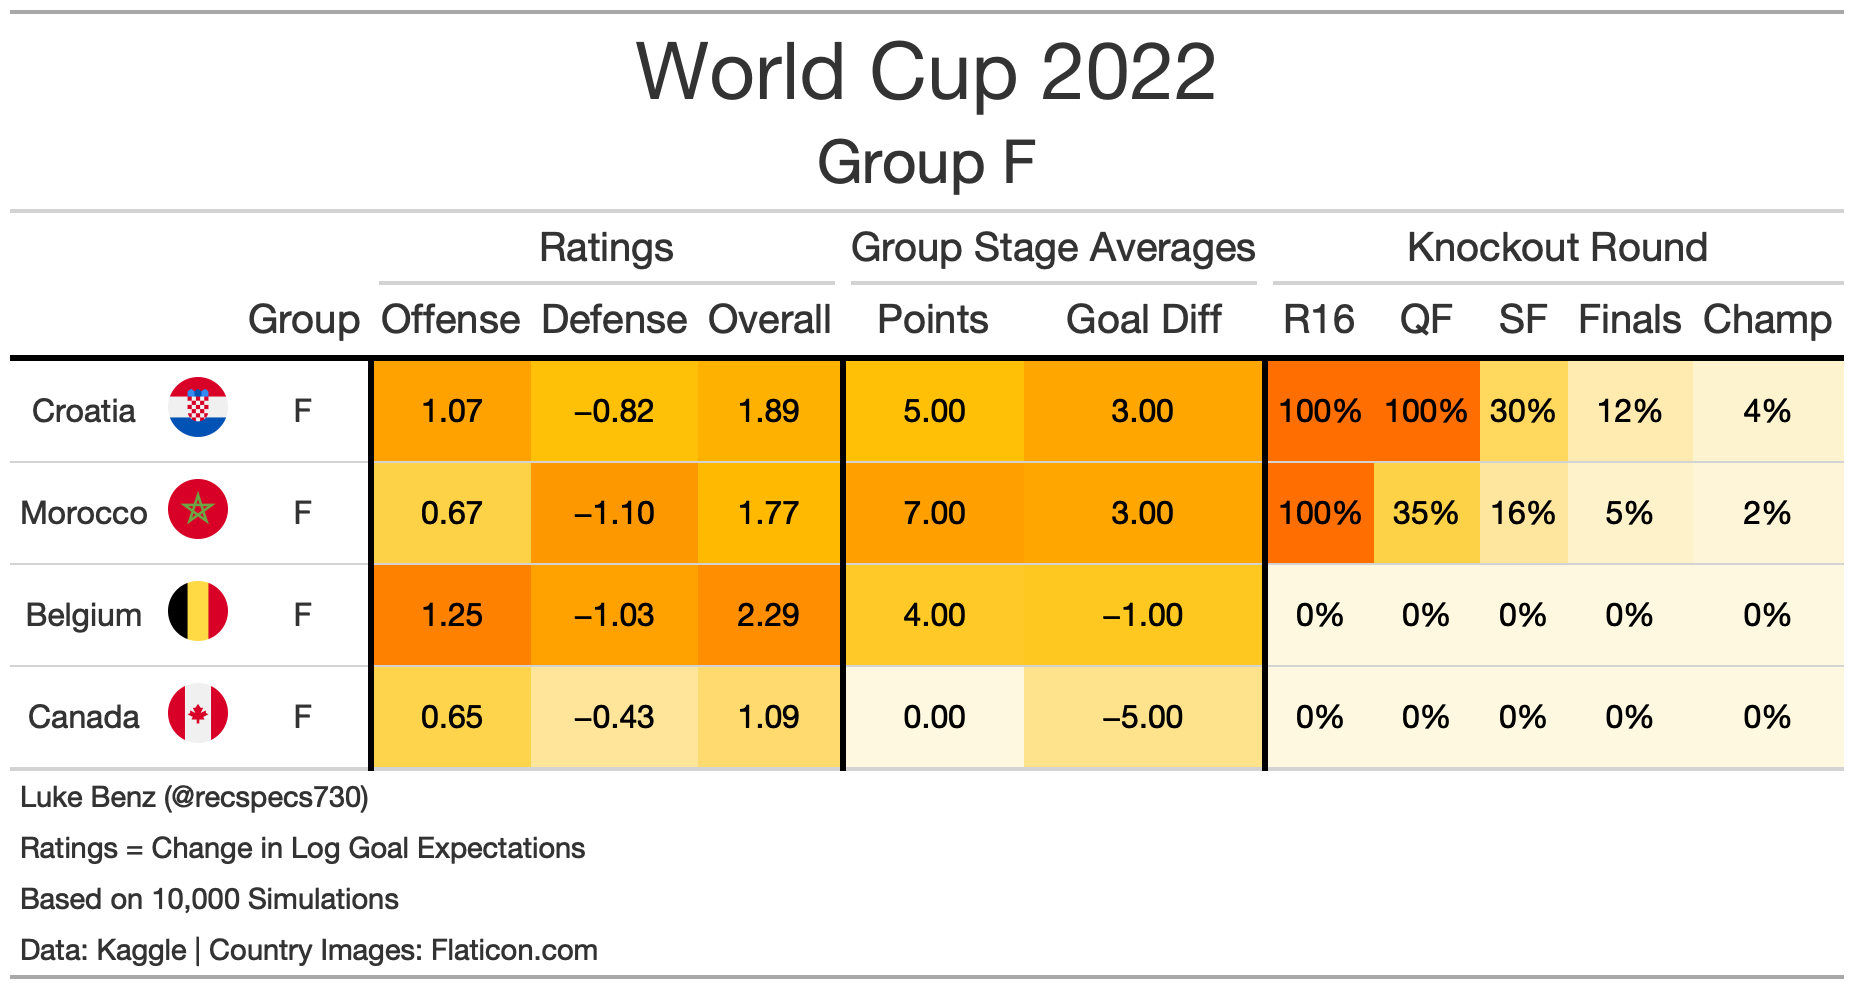 World Cup 2022
Group F
Ratings Group Stage Averages Knockout Round
Group Offense Defense Overall Points Goal Diff R16 QF SF Finals Champ
Croatia F 1.07 −0.82 1.89 5.00 3.00 100% 100% 30% 12% 4%
Morocco F 0.67 −1.10 1.77 7.00 3.00 100% 35% 16% 5% 2%
Belgium F 1.25 −1.03 2.29 4.00 −1.00 0% 0% 0% 0% 0%
Canada F 0.65 −0.43 1.09 0.00 −5.00 0% 0% 0% 0% 0%
Luke Benz (@recspecs730)
Ratings = Change in Log Goal Expectations
Based on 10,000 Simulations
Data: Kaggle | Country Images: Flaticon.com